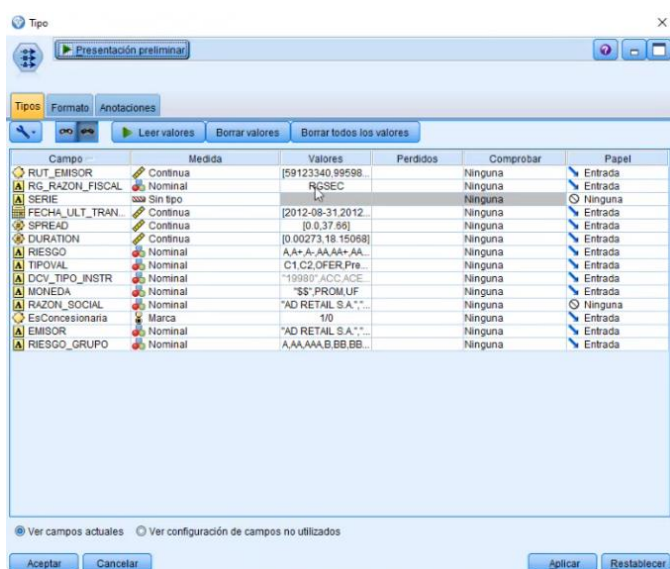 Tipo
Presentación preliminar
Tipos Formato Anotaciones
Leer valores Borrar valores Borrar todos los valores
Campo Medida Valores Perdidos Comprobar Papel
RUT_EMISOR Continua [59123340,99598... Ninguna Entrada
RG_RAZON_FISCAL Nominal RGSEC Ninguna Entrada
SERIE Sin tipo Ninguna Ninguna
FECHA_ULT_TRAN... Continua [2012-08-31,2012... Ninguna Entrada
SPREAD Continua [0.0,37.66] Ninguna Entrada
DURATION Continua [0.00273,18.15068] Ninguna Entrada
RIESGO Nominal A,A+,A-,AA,AA+,AA... Ninguna Entrada
TIPOVAL Nominal C1,C2,OFER,Pre... Ninguna Entrada
DCV_TIPO_INSTR Nominal "19980",ACC,ACE... Ninguna Entrada
MONEDA Nominal "$$",PROM,UF Ninguna Entrada
RAZON_SOCIAL Nominal "AD RETAIL S.A.","... Ninguna Ninguna
EsConcesionaria Marca 1/0 Ninguna Entrada
EMISOR Nominal "AD RETAIL S.A.","... Ninguna Entrada
RIESGO_GRUPO Nominal A,AA,AAA,B,BB,BB... Ninguna Entrada
Ver campos actuales Ver configuración de campos no utilizados
Aceptar Cancelar Aplicar Restablecer